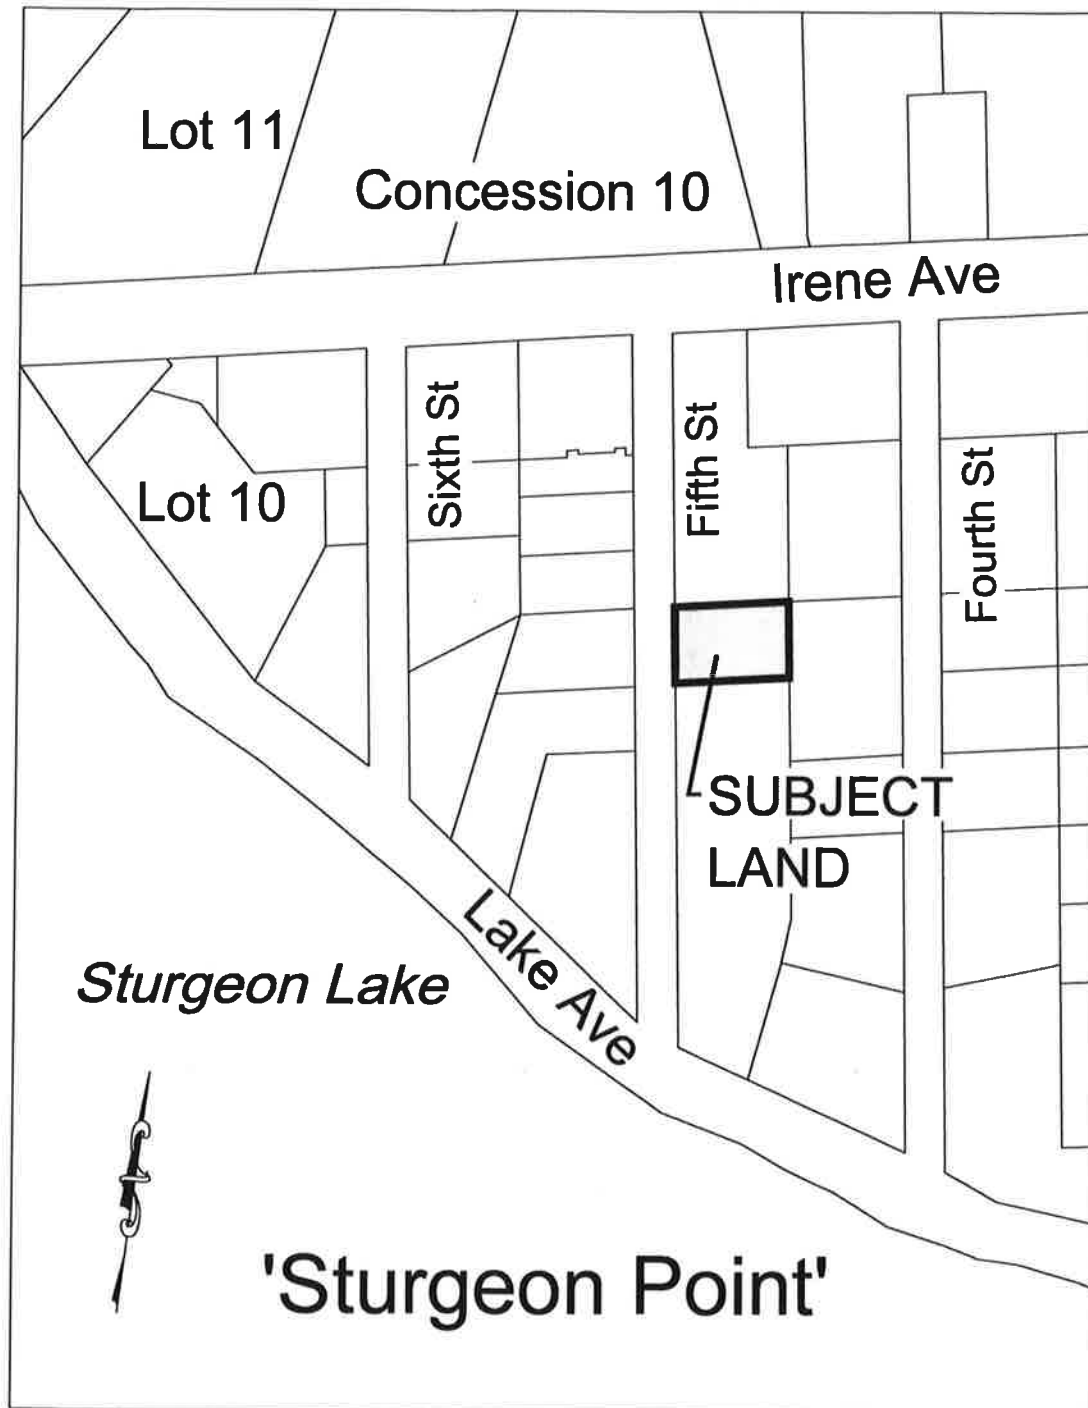 Lot 11
Concession 10
Irene Ave
Sixth St
Fifth St
Fourth St
Lot 10
SUBJECT
LAND
Lake Ave
Sturgeon Lake
'Sturgeon Point'